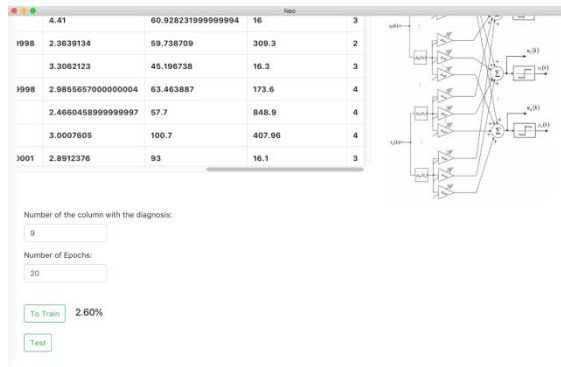 Neo
4.41 60.928231999999994 16 3
9998 2.3639134 59.738709 309.3 2
3.3062123 45.196738 16.3 3
9998 2.9855657000000004 63.463887 173.6 4
2.4660458999999997 57.7 848.9 4
3.0007605 100.7 407.96 4
0001 2.8912376 93 16.1 3
Number of the column with the diagnosis:
9
Number of Epochs:
20
To Train 2.60%
Test